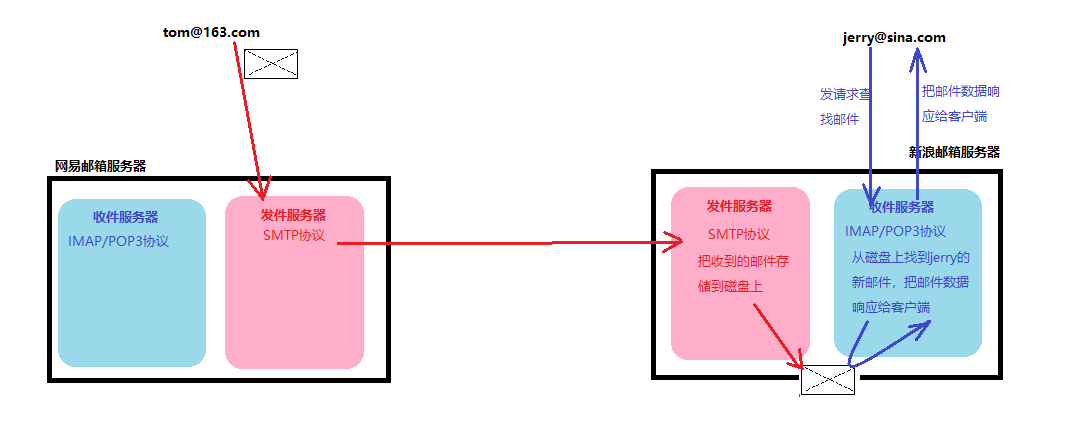 tom@163.com
jerry@sina.com
发请求查
找邮件
把邮件数据响
应给客户端
网易邮箱服务器
新浪邮箱服务器
收件服务器
IMAP/POP3协议
发件服务器
SMTP协议
发件服务器
SMTP协议
把收到的邮件存
储到磁盘上
收件服务器
IMAP/POP3协议
从磁盘上找到jerry的
新邮件，把邮件数据
响应给客户端